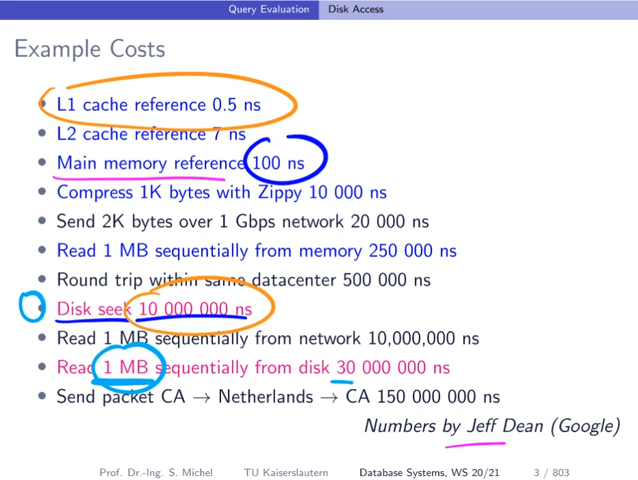 Query Evaluation Disk Access
Example Costs
• L1 cache reference 0.5 ns
• L2 cache reference 7 ns
• Main memory reference 100 ns
• Compress 1K bytes with Zippy 10 000 ns
• Send 2K bytes over 1 Gbps network 20 000 ns
• Read 1 MB sequentially from memory 250 000 ns
• Round trip within same datacenter 500 000 ns
• Disk seek 10 000 000 ns
• Read 1 MB sequentially from network 10,000,000 ns
• Read 1 MB sequentially from disk 30 000 000 ns
• Send packet CA → Netherlands → CA 150 000 000 ns
Numbers by Jeff Dean (Google)
Prof. Dr.-Ing. S. Michel TU Kaiserslautern Database Systems, WS 20/21 3 / 803